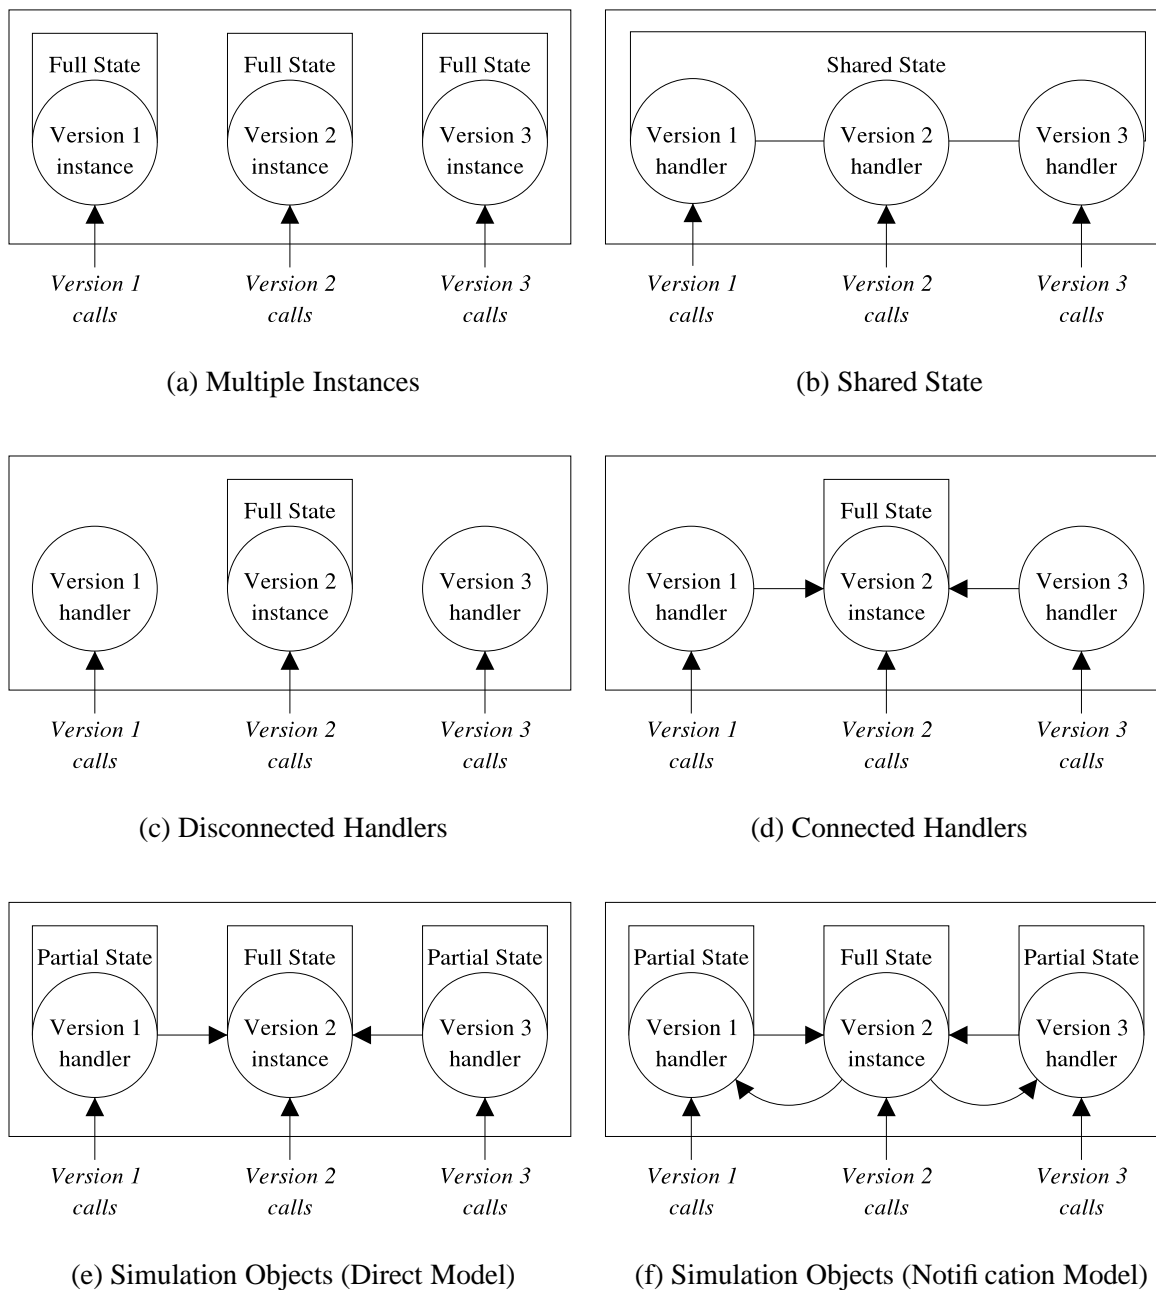 Full State Full State Full State
Version 1 Version 2 Version 3
instance instance instance
Version 1 Version 2 Version 3
calls calls calls
(a) Multiple Instances
Shared State
Version 1 Version 2 Version 3
handler handler handler
Version 1 Version 2 Version 3
calls calls calls
(b) Shared State
Full State
Version 1 Version 2 Version 3
handler instance handler
Version 1 Version 2 Version 3
calls calls calls
(c) Disconnected Handlers
Full State
Version 1 Version 2 Version 3
handler instance handler
Version 1 Version 2 Version 3
calls calls calls
(d) Connected Handlers
Partial State Full State Partial State
Version 1 Version 2 Version 3
handler instance handler
Version 1 Version 2 Version 3
calls calls calls
(e) Simulation Objects (Direct Model)
Partial State Full State Partial State
Version 1 Version 2 Version 3
handler instance handler
Version 1 Version 2 Version 3
calls calls calls
(f) Simulation Objects (Notifi cation Model)